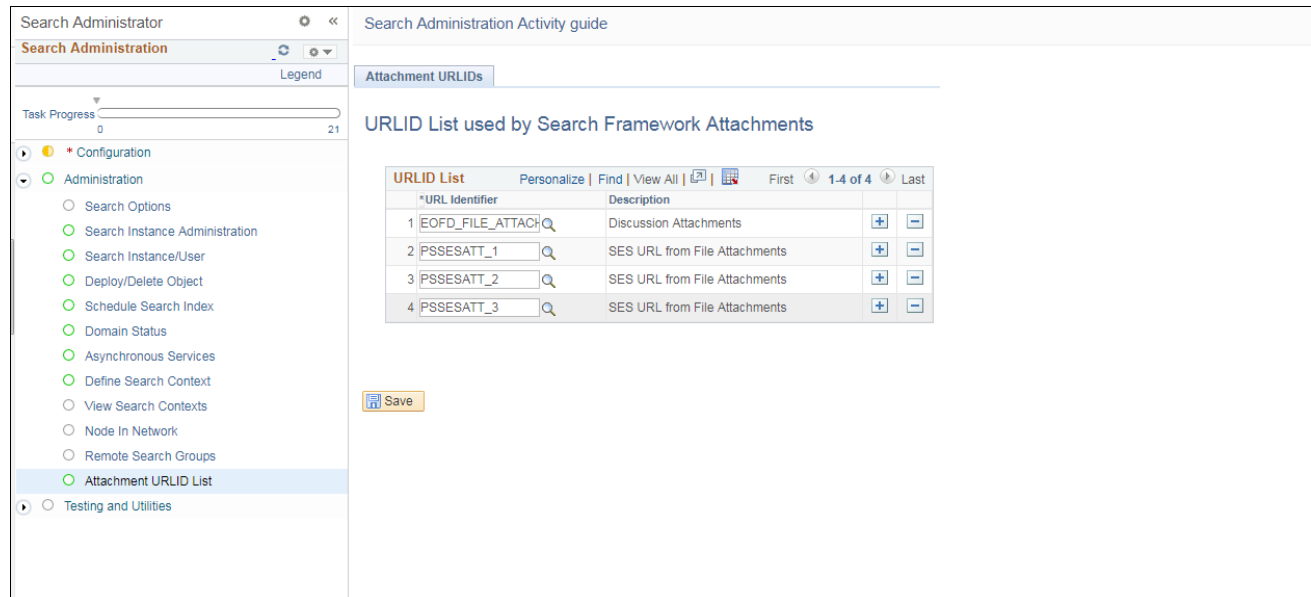 Search Administrator
Search Administration
Legend
Task Progress
0 21
* Configuration
Administration
Search Options
Search Instance Administration
Search Instance/User
Deploy/Delete Object
Schedule Search Index
Domain Status
Asynchronous Services
Define Search Context
View Search Contexts
Node In Network
Remote Search Groups
Attachment URLID List
Testing and Utilities
Search Administration Activity guide
Attachment URLIDs
URLID List used by Search Framework Attachments
URLID List Personalize | Find | View All | | First 1-4 of 4 Last
*URL Identifier Description
1 EOFD_FILE_ATTACH Discussion Attachments
2 PSSESATT_1 SES URL from File Attachments
3 PSSESATT_2 SES URL from File Attachments
4 PSSESATT_3 SES URL from File Attachments
Save